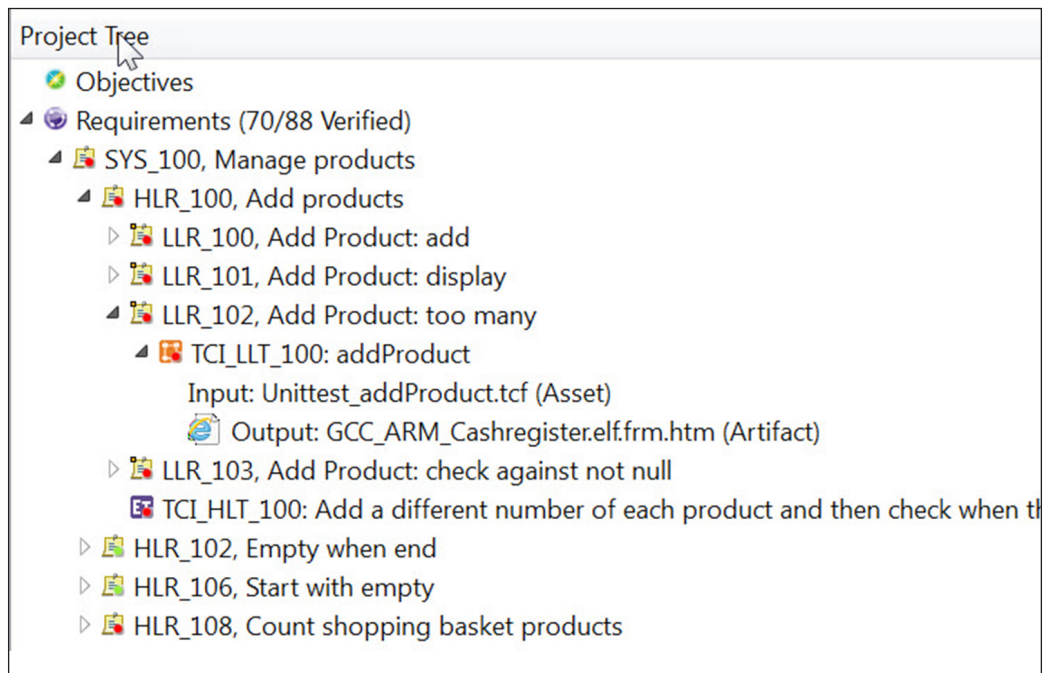 Project Tree
Objectives
Requirements (70/88 Verified)
SYS_100, Manage products
HLR_100, Add products
LLR_100, Add Product: add
LLR_101, Add Product: display
LLR_102, Add Product: too many
TCI_LLT_100: addProduct
Input: Unittest_addProduct.tcf (Asset)
Output: GCC_ARM_Cashregister.elf.frm.htm (Artifact)
LLR_103, Add Product: check against not null
TCI_HLT_100: Add a different number of each product and then check when
HLR_102, Empty when end
HLR_106, Start with empty
HLR_108, Count shopping basket products